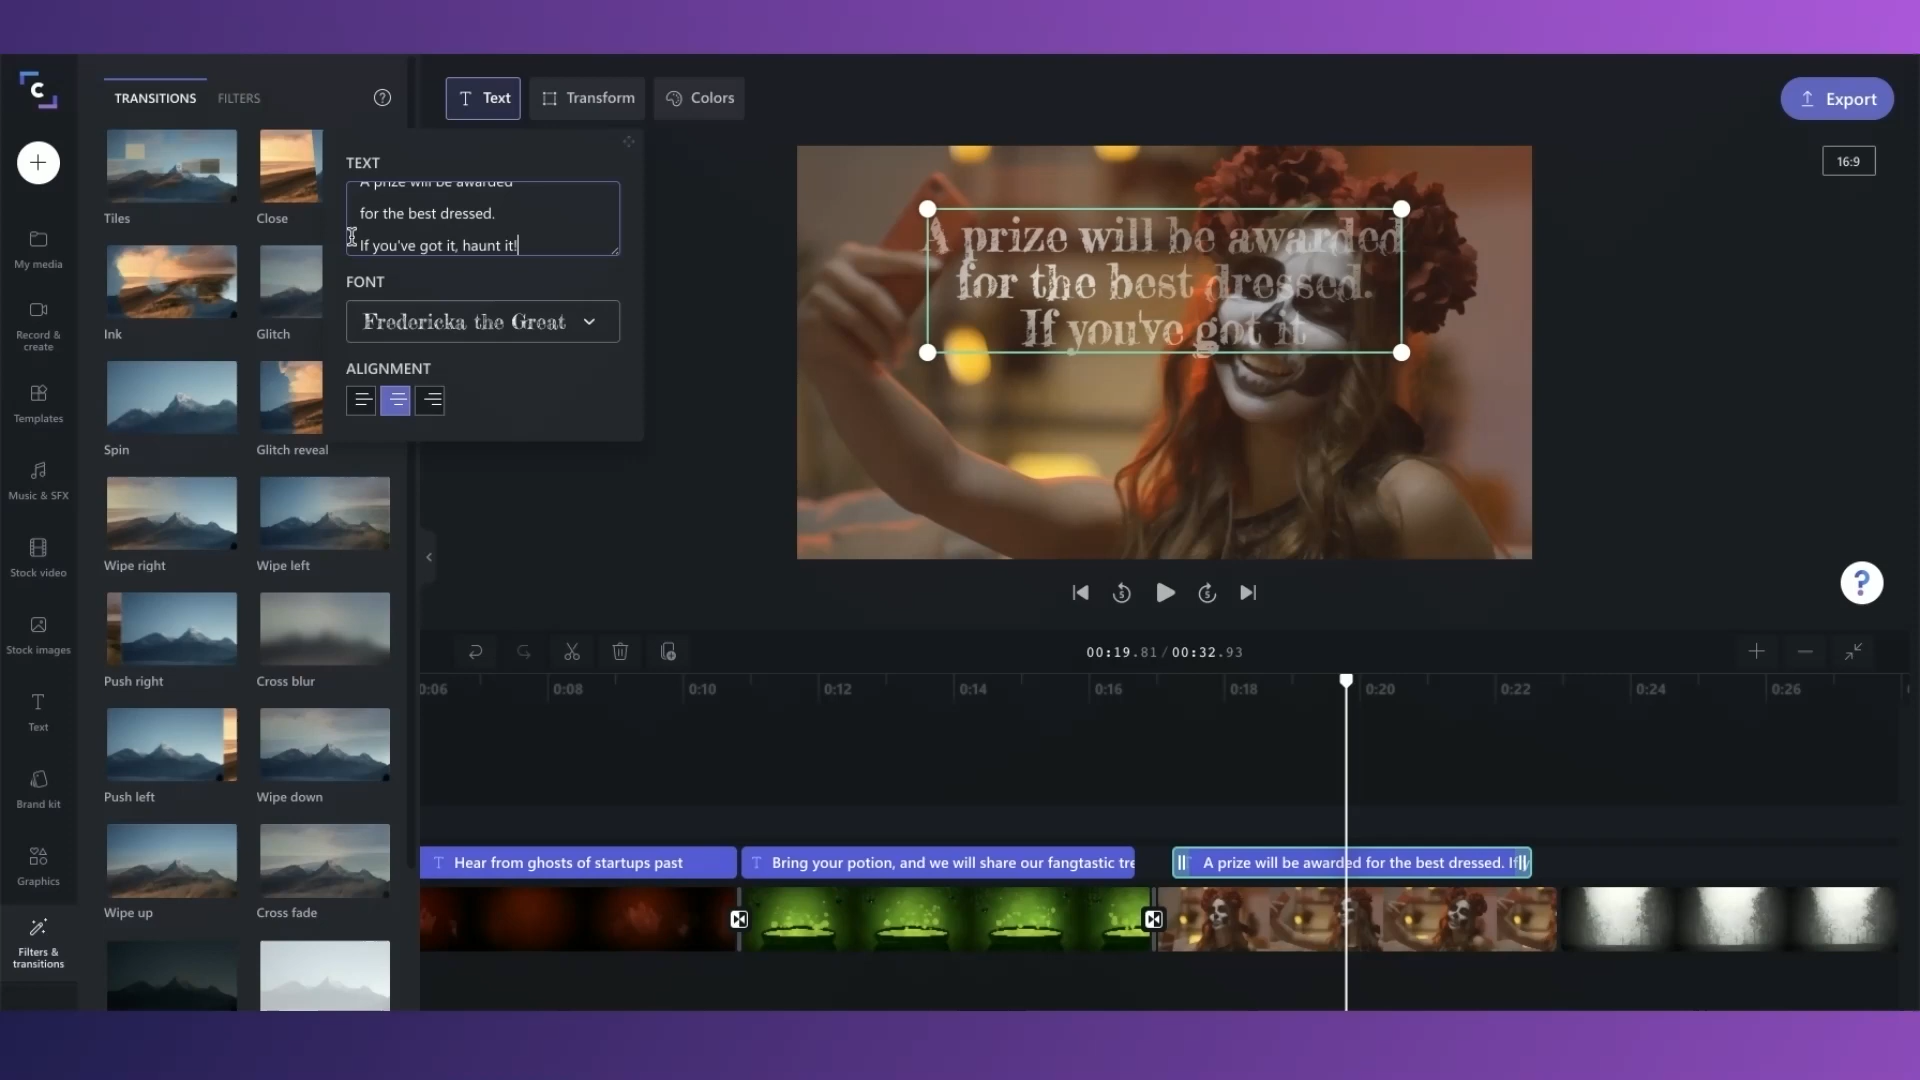 C
TRANSITIONS
FILTERS
Text
Transform
Colors
Export
16:9
My media
Record &
create
Templates
Music & SFX
Stock video
Stock images
Text
Brand kit
Graphics
Filters &
transitions
Tiles
Close
Ink
Glitch
Spin
Glitch reveal
Wipe right
Wipe left
Push right
Cross blur
Push left
Wipe down
Wipe up
Cross fade
TEXT
A prize will be awarded
for the best dressed.
If you've got it, haunt it!
FONT
Fredericka the Great
ALIGNMENT
A prize will be awarded
for the best dressed.
If you've got it
5
5
?
00:19.81 / 00:32.93
0:06
0:08
0:10
0:12
0:14
0:16
0:18
0:20
0:22
0:24
0:26
Hear from ghosts of startups past
Bring your potion, and we will share our fangtastic tre
A prize will be awarded for the best dressed. If